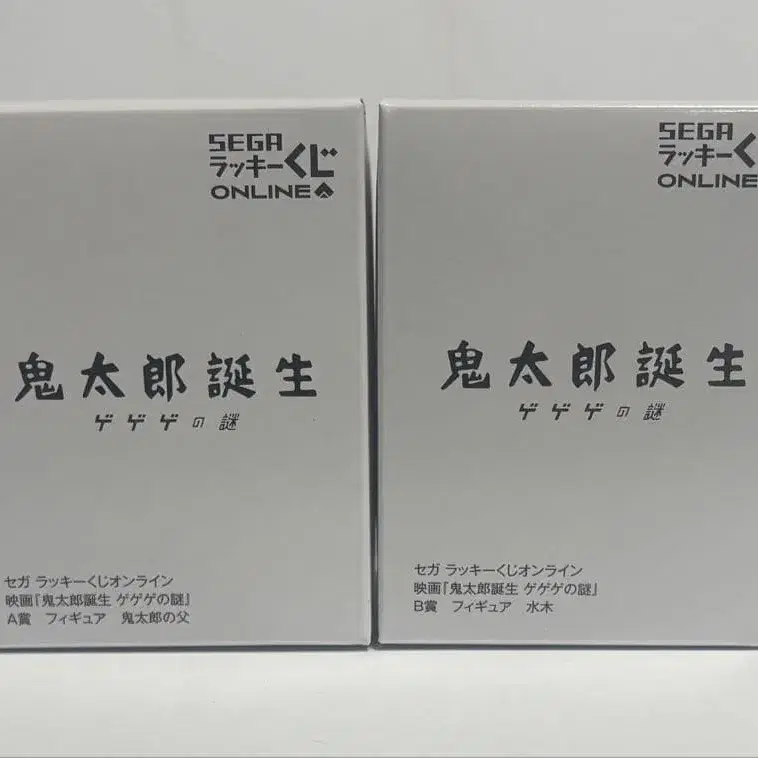 SEGA
ラッキーくじ
ONLINE
鬼太郎誕生
ゲゲゲの謎
セガ ラッキーくじオンライン
映画『鬼太郎誕生 ゲゲゲの謎』
A賞 フィギュア 鬼太郎の父
SEGA
ラッキーく
ONLINE
鬼太郎誕生
ゲゲゲの謎
セガ ラッキーくじオンライン
映画『鬼太郎誕生 ゲゲゲの謎』
B賞 フィギュア 水木